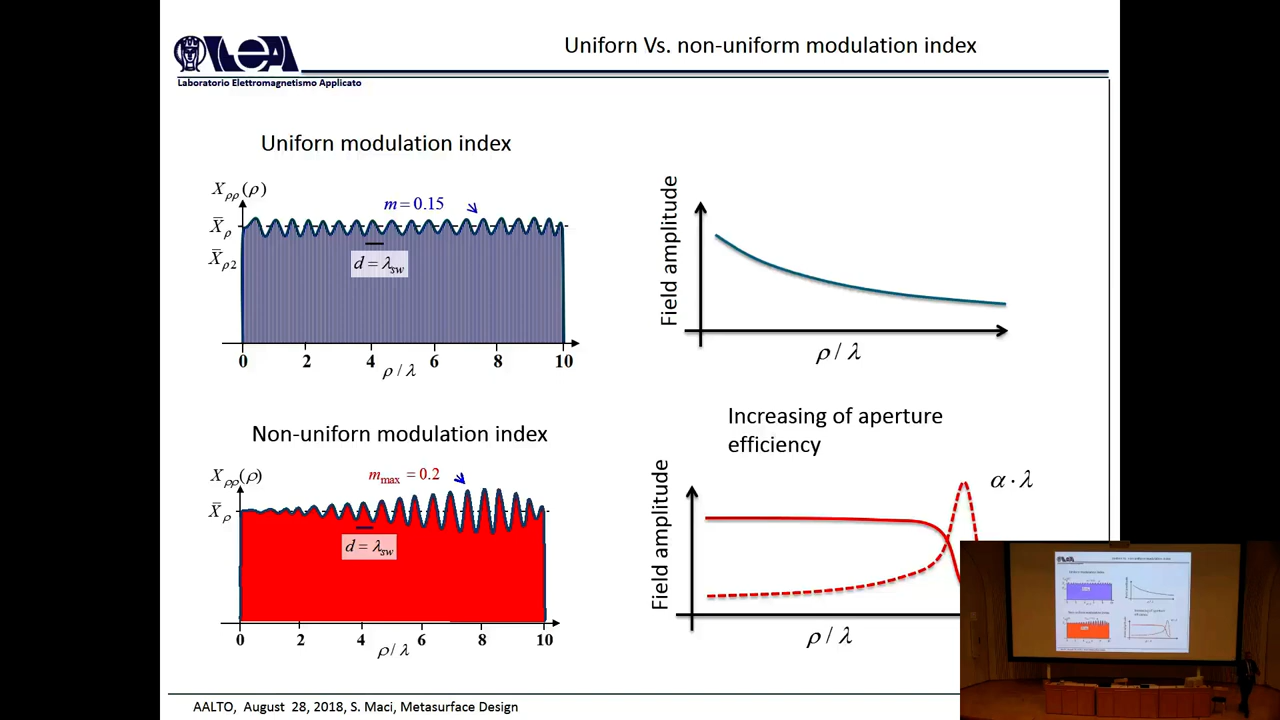 LEA
Uniforn Vs. non-uniform modulation index
Laboratorio Elettromagnetismo Applicato
Uniforn modulation index
Xρρ(ρ)
m = 0.15
X̄ρ
X̄ρ2
d = λsw
0 2 4 6 8 10
ρ / λ
Field amplitude
ρ / λ
Non-uniforn modulation index
Xρρ(ρ)
mmax = 0.2
X̄ρ
d = λsw
0 2 4 6 8 10
ρ / λ
Increasing of aperture
efficiency
Field amplitude
α · λ
ρ / λ
AALTO, August 28, 2018, S. Maci, Metasurface Design